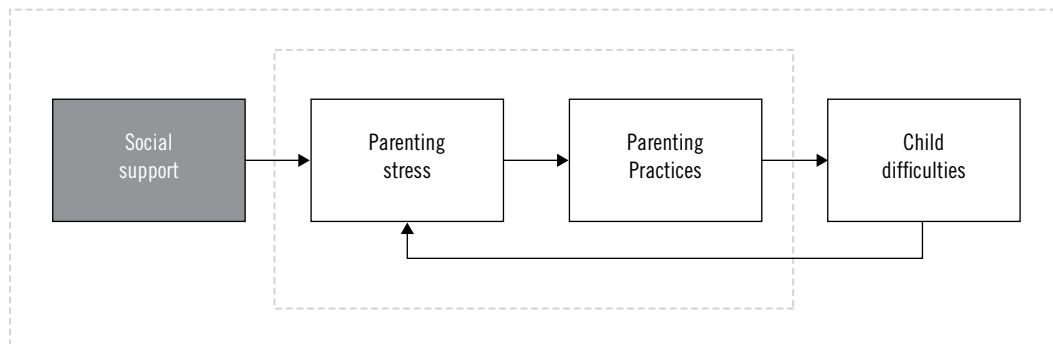 Social
support
Parenting
stress
Parenting
Practices
Child
difficulties